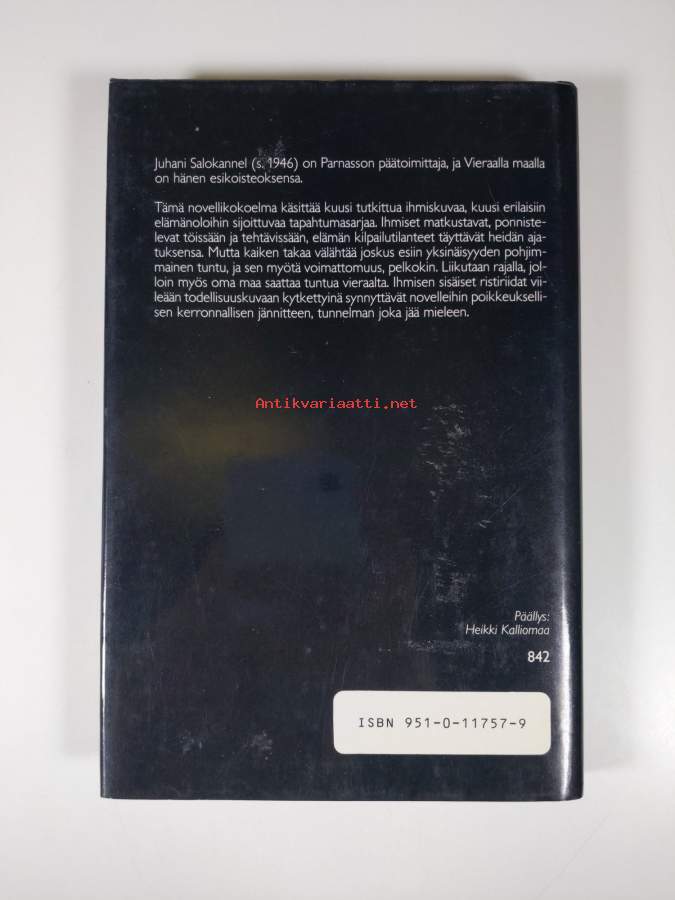 Juhani Salokannel (s. 1946) on Parnasson päätoimittaja, ja Vieraalla maalla
on hänen esikoisteoksensa.
Tämä novellikokoelma käsittää kuusi tutkittua ihmiskuvaa, kuusi erilaisiin
elämänoloihin sijoittuvaa tapahtumasarjaa. Ihmiset matkustavat, ponniste-
levat töissään ja tehtävissään, elämän kilpailutilanteet täyttävät heidän aja-
tuksensa. Mutta kaiken takaa välähtää joskus esiin yksinäisyyden pohjim-
mainen tuntu, ja sen myötä voimattomuus, pelkokin. Liikutaan rajalla, jol-
loin myös oma maa saattaa tuntua vieraalta. Ihmisen sisäiset ristiriidat vii-
leään todellisuuskuvaan kytkettyinä synnyttävät novelleihin poikkeukselli-
sen kerronnallisen jännitteen, tunnelman joka jää mieleen.
Antikvariaatti.net
Päällys:
Heikki Kalliomaa
842
ISBN 951-0-11757-9